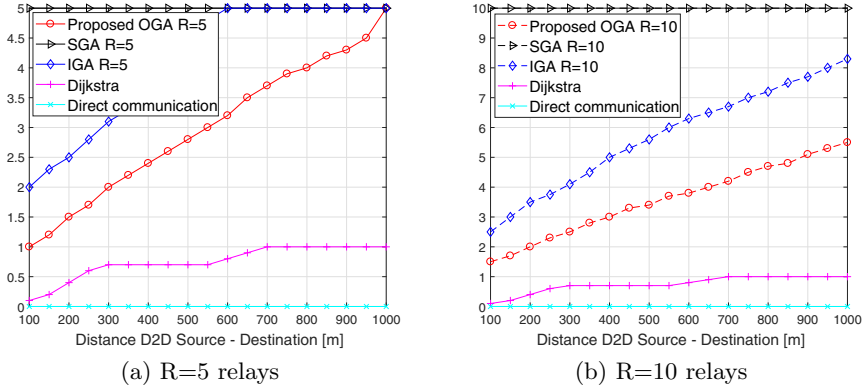 5
4.5
4
3.5
3
2.5
2
1.5
1
0.5
0
Proposed OGA R=5
SGA R=5
IGA R=5
Dijkstra
Direct communication
100 200 300 400 500 600 700 800 900 1000
Distance D2D Source - Destination [m]
(a) R=5 relays
10
9
8
7
6
5
4
3
2
1
0
Proposed OGA R=10
SGA R=10
IGA R=10
Dijkstra
Direct communication
100 200 300 400 500 600 700 800 900 1000
Distance D2D Source - Destination [m]
(b) R=10 relays